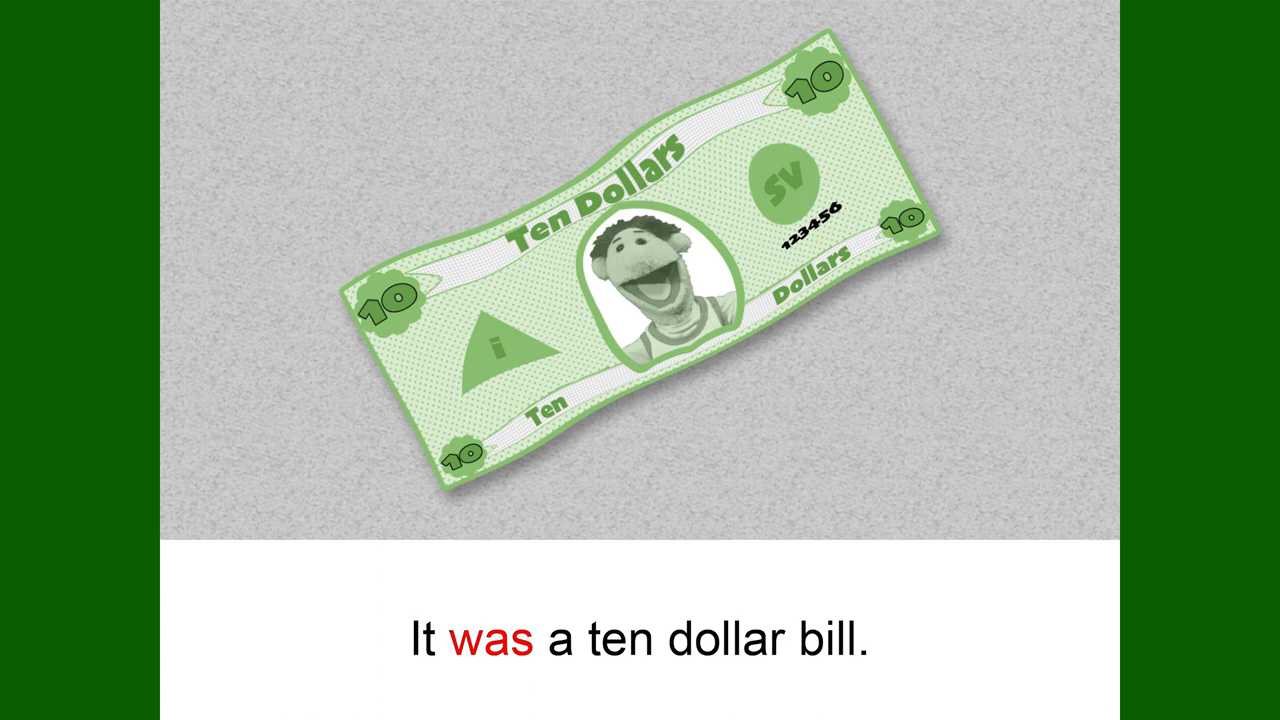 10
Ten Dollars
10
SV
123456
i
10
Ten
Dollars
10
It was a ten dollar bill.